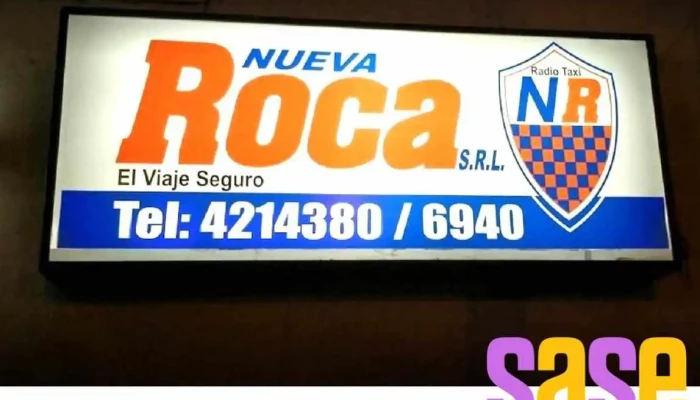 NUEVA
Roca
S.R.L.
El Viaje Seguro
Radio Taxi
NR
Tel: 4214380 / 6940
sase